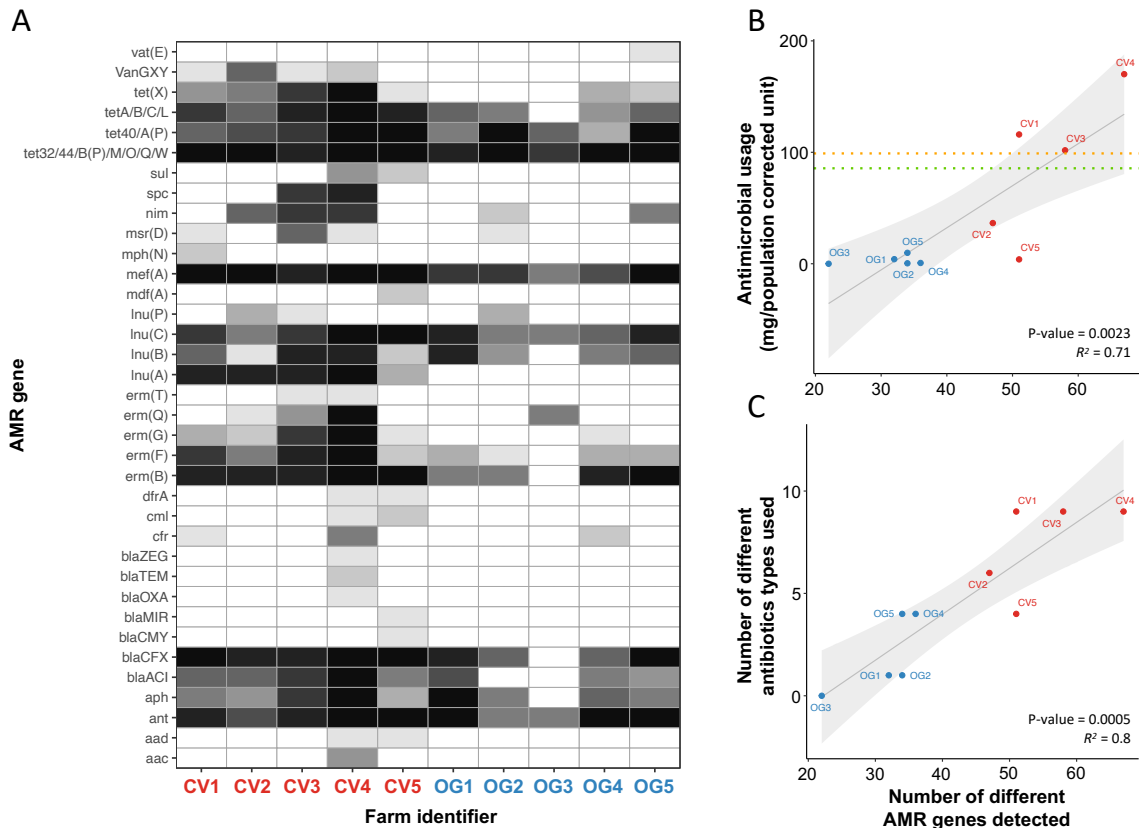 A
AMR gene
vat(E)
VanGXY
tet(X)
tetA/B/C/L
tet40/A(P)
tet32/44/B(P)/M/O/Q/W
sul
spc
nim
msr(D)
mph(N)
mef(A)
mdf(A)
lnu(P)
lnu(C)
lnu(B)
lnu(A)
erm(T)
erm(Q)
erm(G)
erm(F)
erm(B)
dfrA
cml
cfr
blaZEG
blaTEM
blaOXA
blaMIR
blaCMY
blaCFX
blaACI
aph
ant
aad
aac
CV1 CV2 CV3 CV4 CV5 OG1 OG2 OG3 OG4 OG5
Farm identifier
B
Antimicrobial usage
(mg/population corrected unit)
200
100
0
CV4
CV1
CV3
CV2
CV5
OG5
OG3
OG1
OG2
OG4
P-value = 0.0023
R² = 0.71
20 30 40 50 60
C
Number of different
antibiotics types used
10
5
0
CV1
CV4
CV3
CV2
CV5
OG5
OG4
OG1
OG2
OG3
P-value = 0.0005
R² = 0.8
20 30 40 50 60
Number of different
AMR genes detected